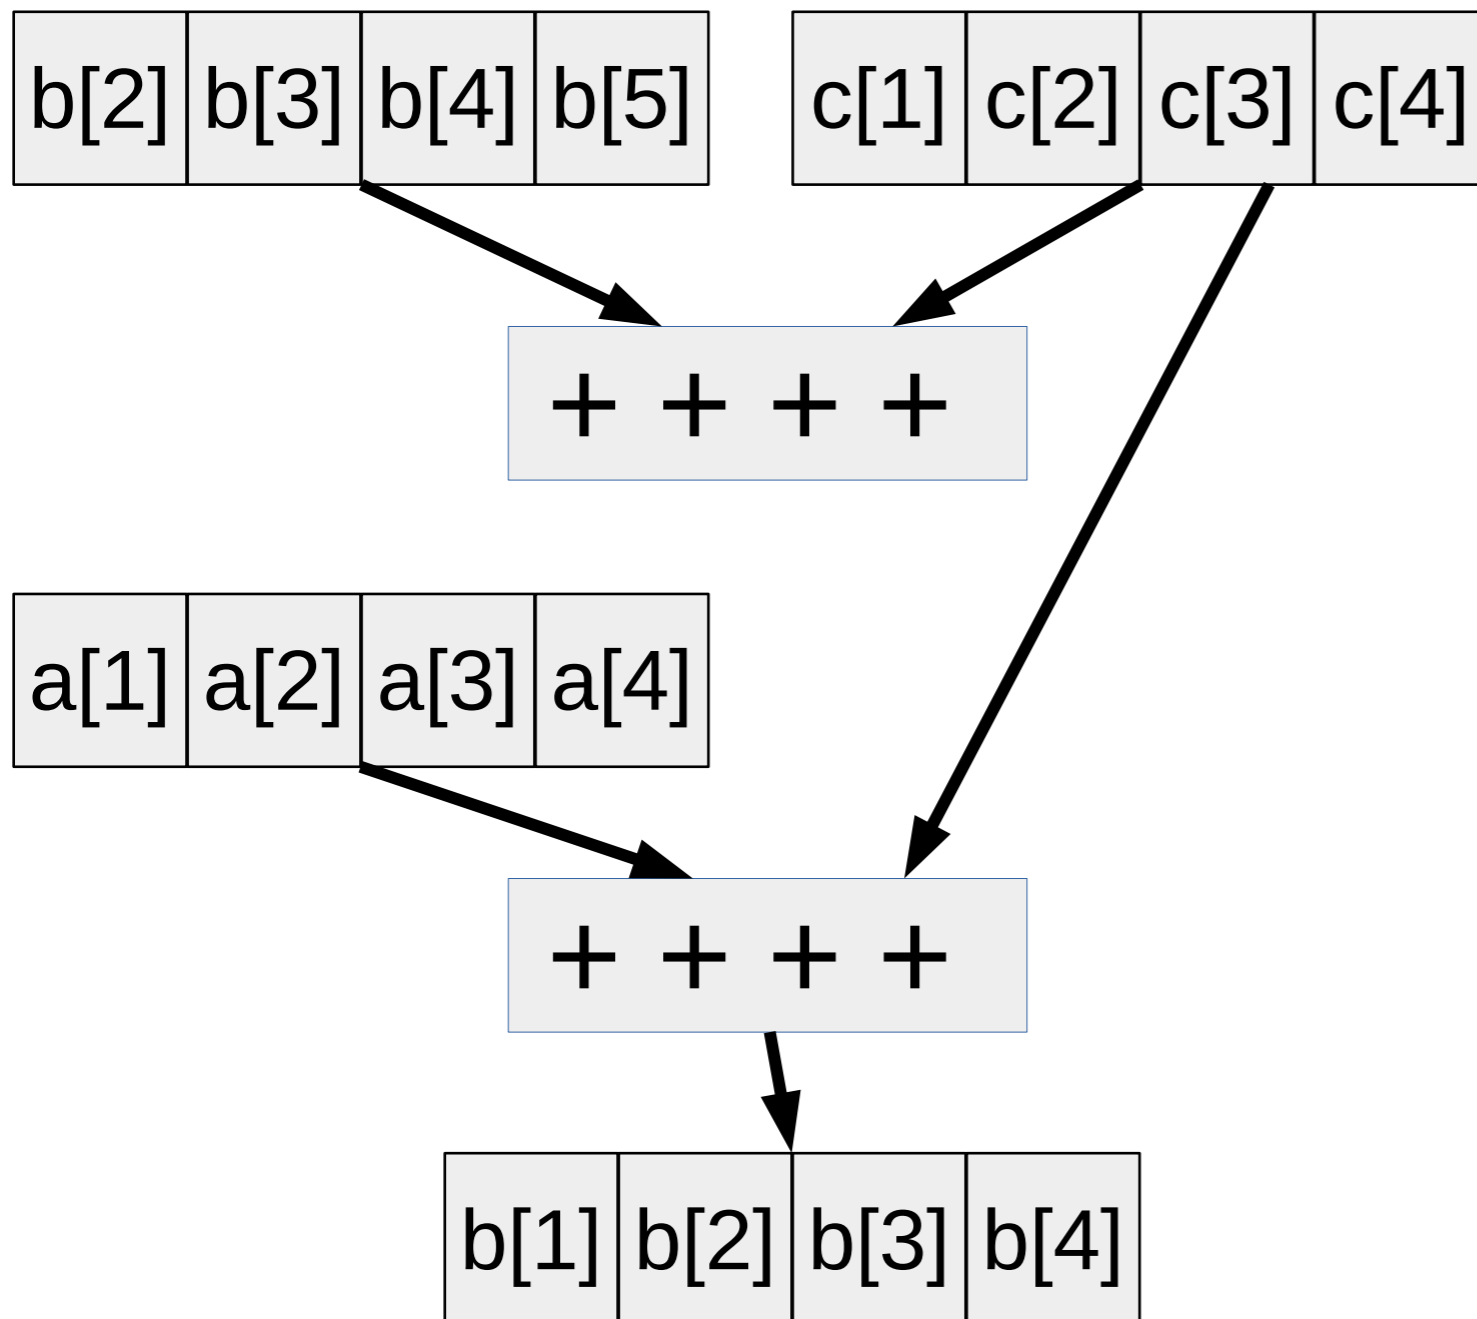 b[2] b[3] b[4] b[5] c[1] c[2] c[3] c[4]
+ + + +
a[1] a[2] a[3] a[4]
+ + + +
b[1] b[2] b[3] b[4]